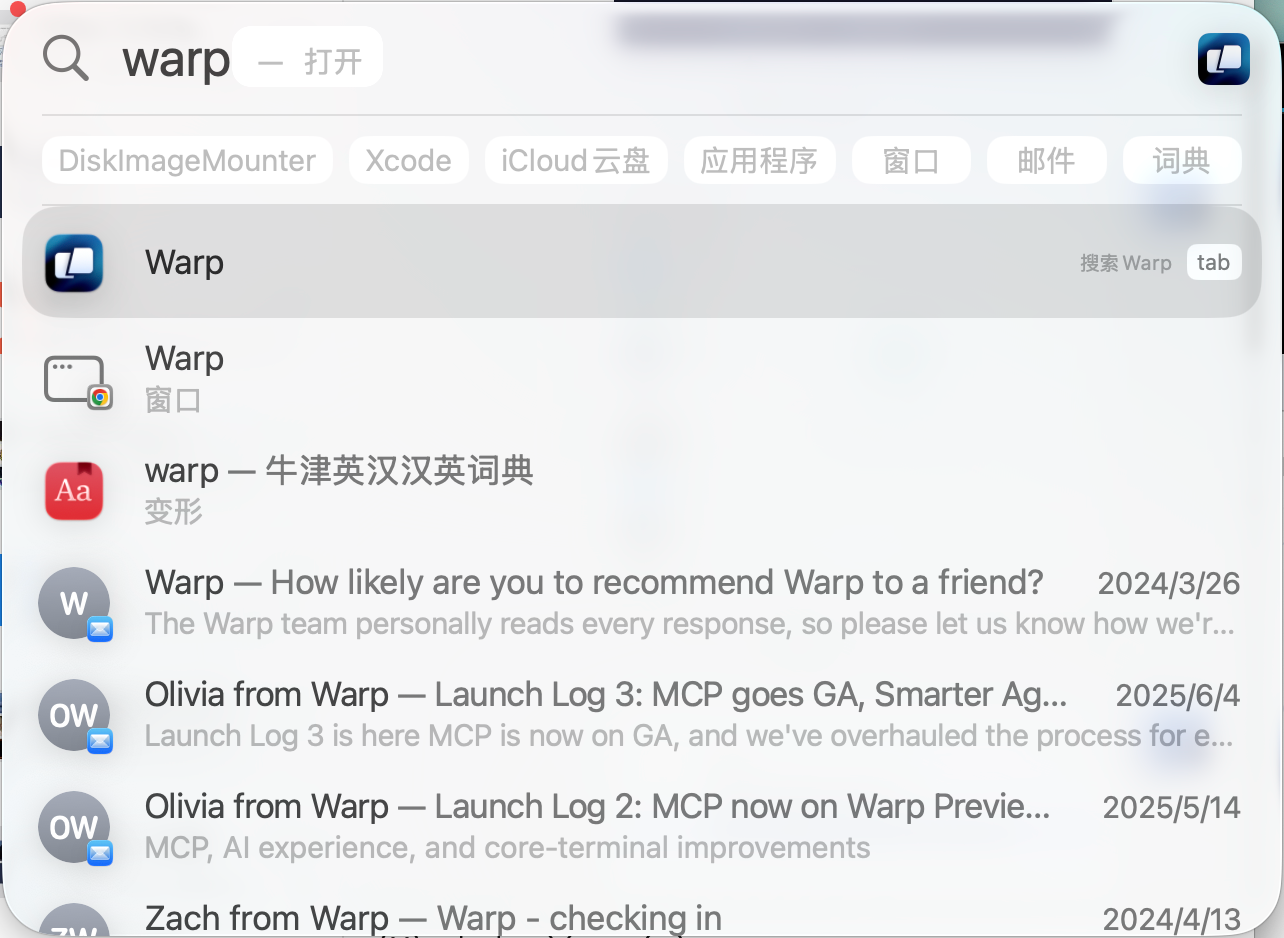 warp — 打开
DiskImageMounter Xcode iCloud云盘 应用程序 窗口 邮件 词典
Warp 搜索Warp tab
Warp
窗口
Aa
warp — 牛津英汉汉英词典
变形
W
Warp — How likely are you to recommend Warp to a friend? 2024/3/26
The Warp team personally reads every response, so please let us know how we'r...
OW
Olivia from Warp — Launch Log 3: MCP goes GA, Smarter Ag... 2025/6/4
Launch Log 3 is here MCP is now on GA, and we've overhauled the process for e...
OW
Olivia from Warp — Launch Log 2: MCP now on Warp Previe... 2025/5/14
MCP, AI experience, and core-terminal improvements
ZW
Zach from Warp — Warp - checking in 2024/4/13